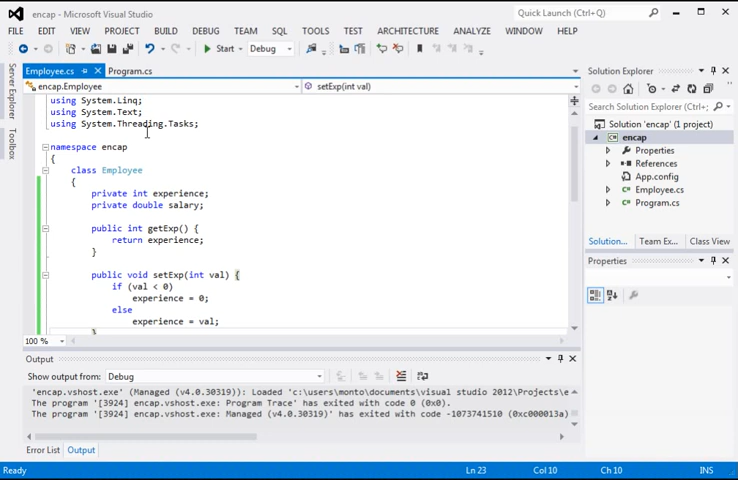 encap - Microsoft Visual Studio
Quick Launch (Ctrl+Q)
FILE EDIT VIEW PROJECT BUILD DEBUG TEAM SQL TOOLS TEST ARCHITECTURE ANALYZE WINDOW HELP
Start Debug
Server Explorer
Toolbox
Employee.cs Program.cs
encap.Employee setExp(int val)
using System.Linq;
using System.Text;
using System.Threading.Tasks;
namespace encap
{
class Employee
{
private int experience;
private double salary;
public int getExp() {
return experience;
}
public void setExp(int val) {
if (val < 0)
experience = 0;
else
experience = val;
}
100 %
Output
Show output from: Debug
'encap.vshost.exe' (Managed (v4.0.30319)): Loaded 'c:\users\monto\documents\visual studio 2012\Projects\e
The program '[3924] encap.vshost.exe: Program Trace' has exited with code 0 (0x0).
The program '[3924] encap.vshost.exe: Managed (v4.0.30319)' has exited with code -1073741510 (0xc000013a)
Error List Output
Solution Explorer
Search Solution Explorer (Ctrl+;)
Solution 'encap' (1 project)
encap
Properties
References
App.config
Employee.cs
Program.cs
Solution... Team Ex... Class View
Properties
Ready Ln 23 Col 10 Ch 10 INS